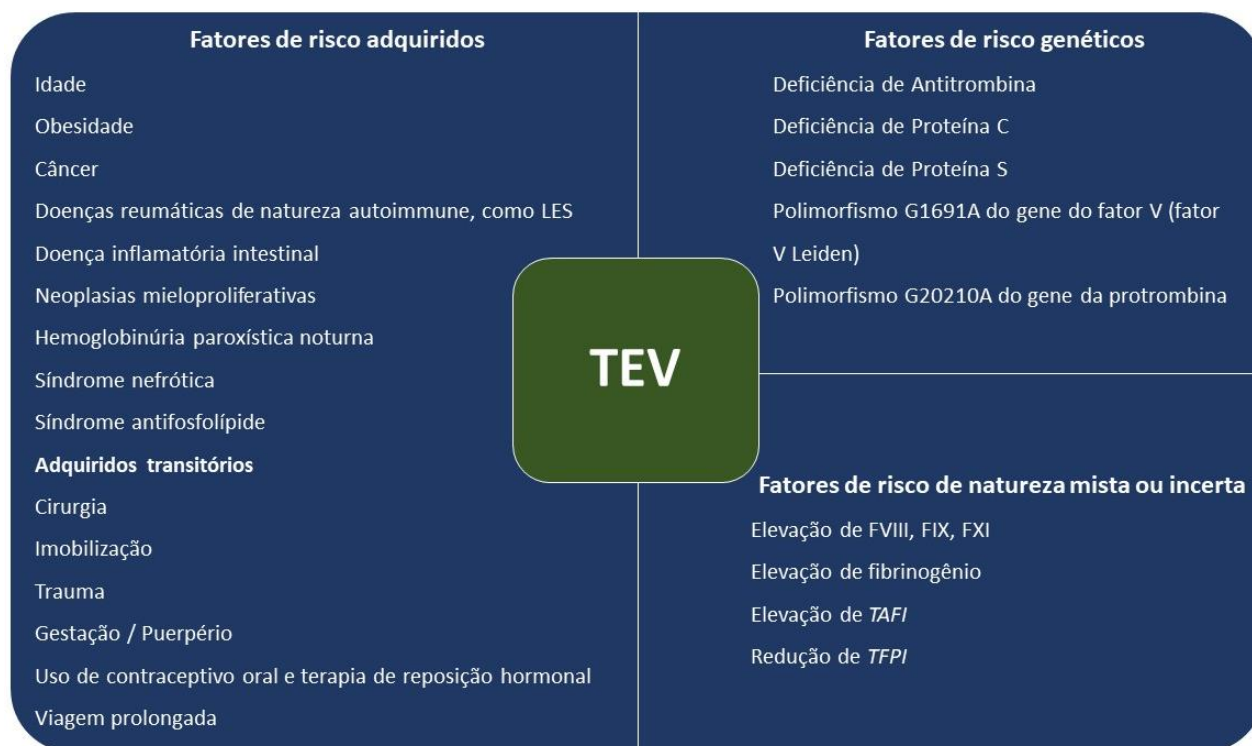 Fatores de risco adquiridos
Idade
Obesidade
Câncer
Doenças reumáticas de natureza autoimmune, como LES
Doença inflamatória intestinal
Neoplasias mieloproliferativas
Hemoglobinúria paroxística noturna
Síndrome nefrótica
Síndrome antifosfolípide
Adquiridos transitórios
Cirurgia
Imobilização
Trauma
Gestação / Puerpério
Uso de contraceptivo oral e terapia de reposição hormonal
Viagem prolongada
TEV
Fatores de risco genéticos
Deficiência de Antitrombina
Deficiência de Proteína C
Deficiência de Proteína S
Polimorfismo G1691A do gene do fator V (fator
V Leiden)
Polimorfismo G20210A do gene da protrombina
Fatores de risco de natureza mista ou incerta
Elevação de FVIII, FIX, FXI
Elevação de fibrinogênio
Elevação de TAFI
Redução de TFPI